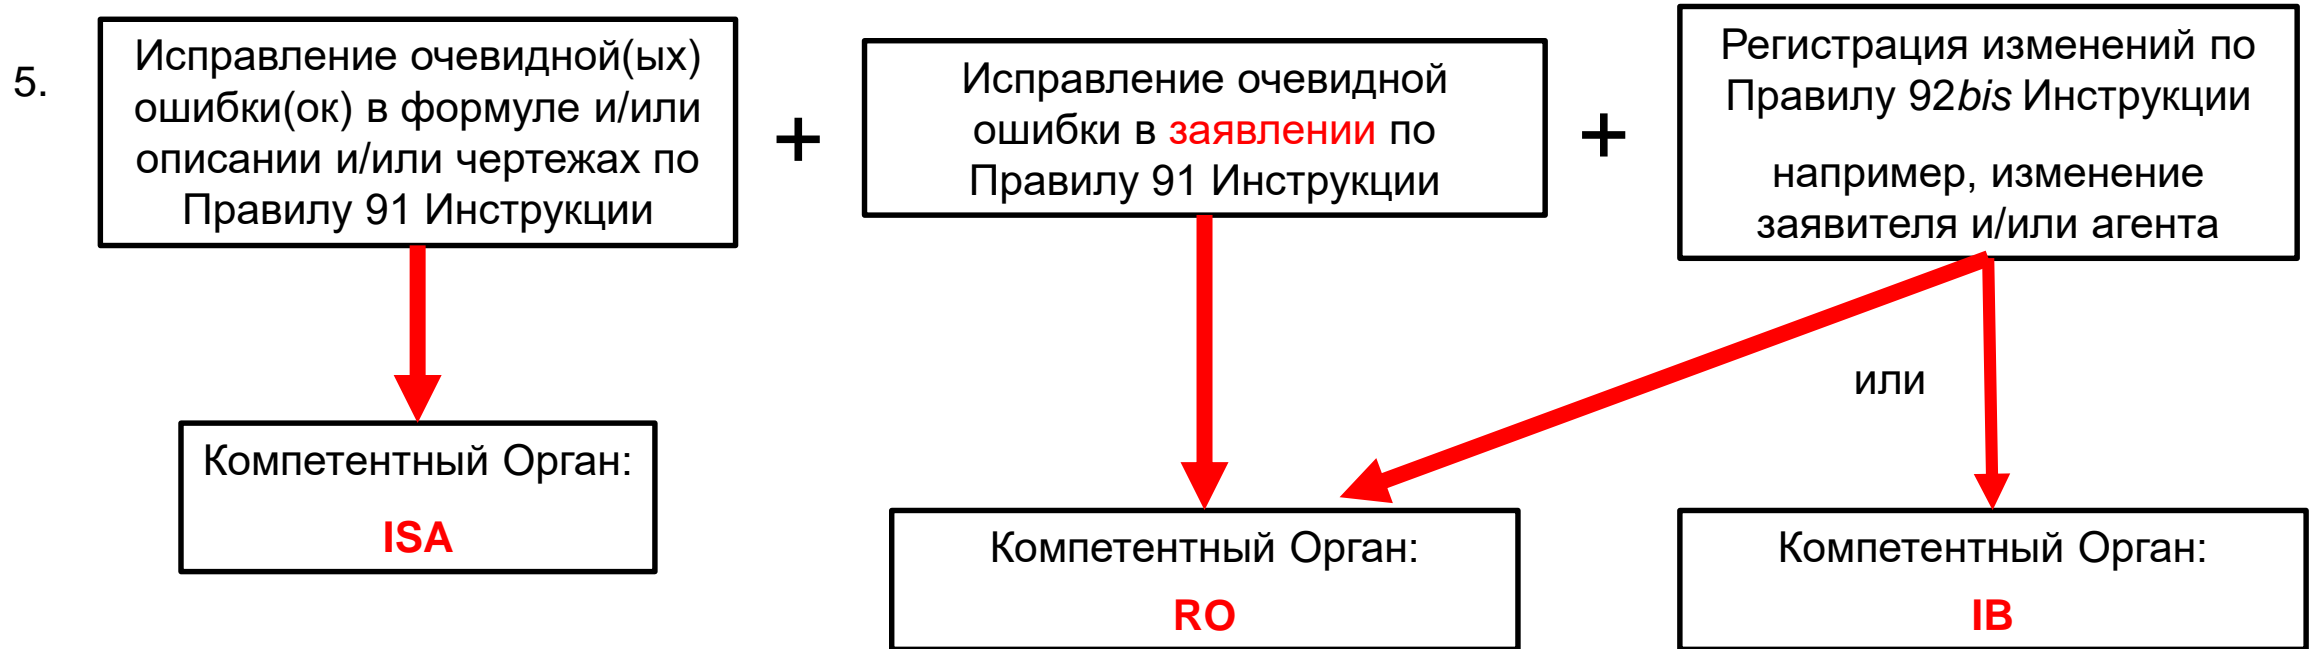 5.
Исправление очевидной(ых)
ошибки(ок) в формуле и/или
описании и/или чертежах по
Правилу 91 Инструкции
+
Исправление очевидной
ошибки в заявлении по
Правилу 91 Инструкции
+
Регистрация изменений по
Правилу 92bis Инструкции
например, изменение
заявителя и/или агента
или
Компетентный Орган:
ISA
Компетентный Орган:
RO
Компетентный Орган:
IB